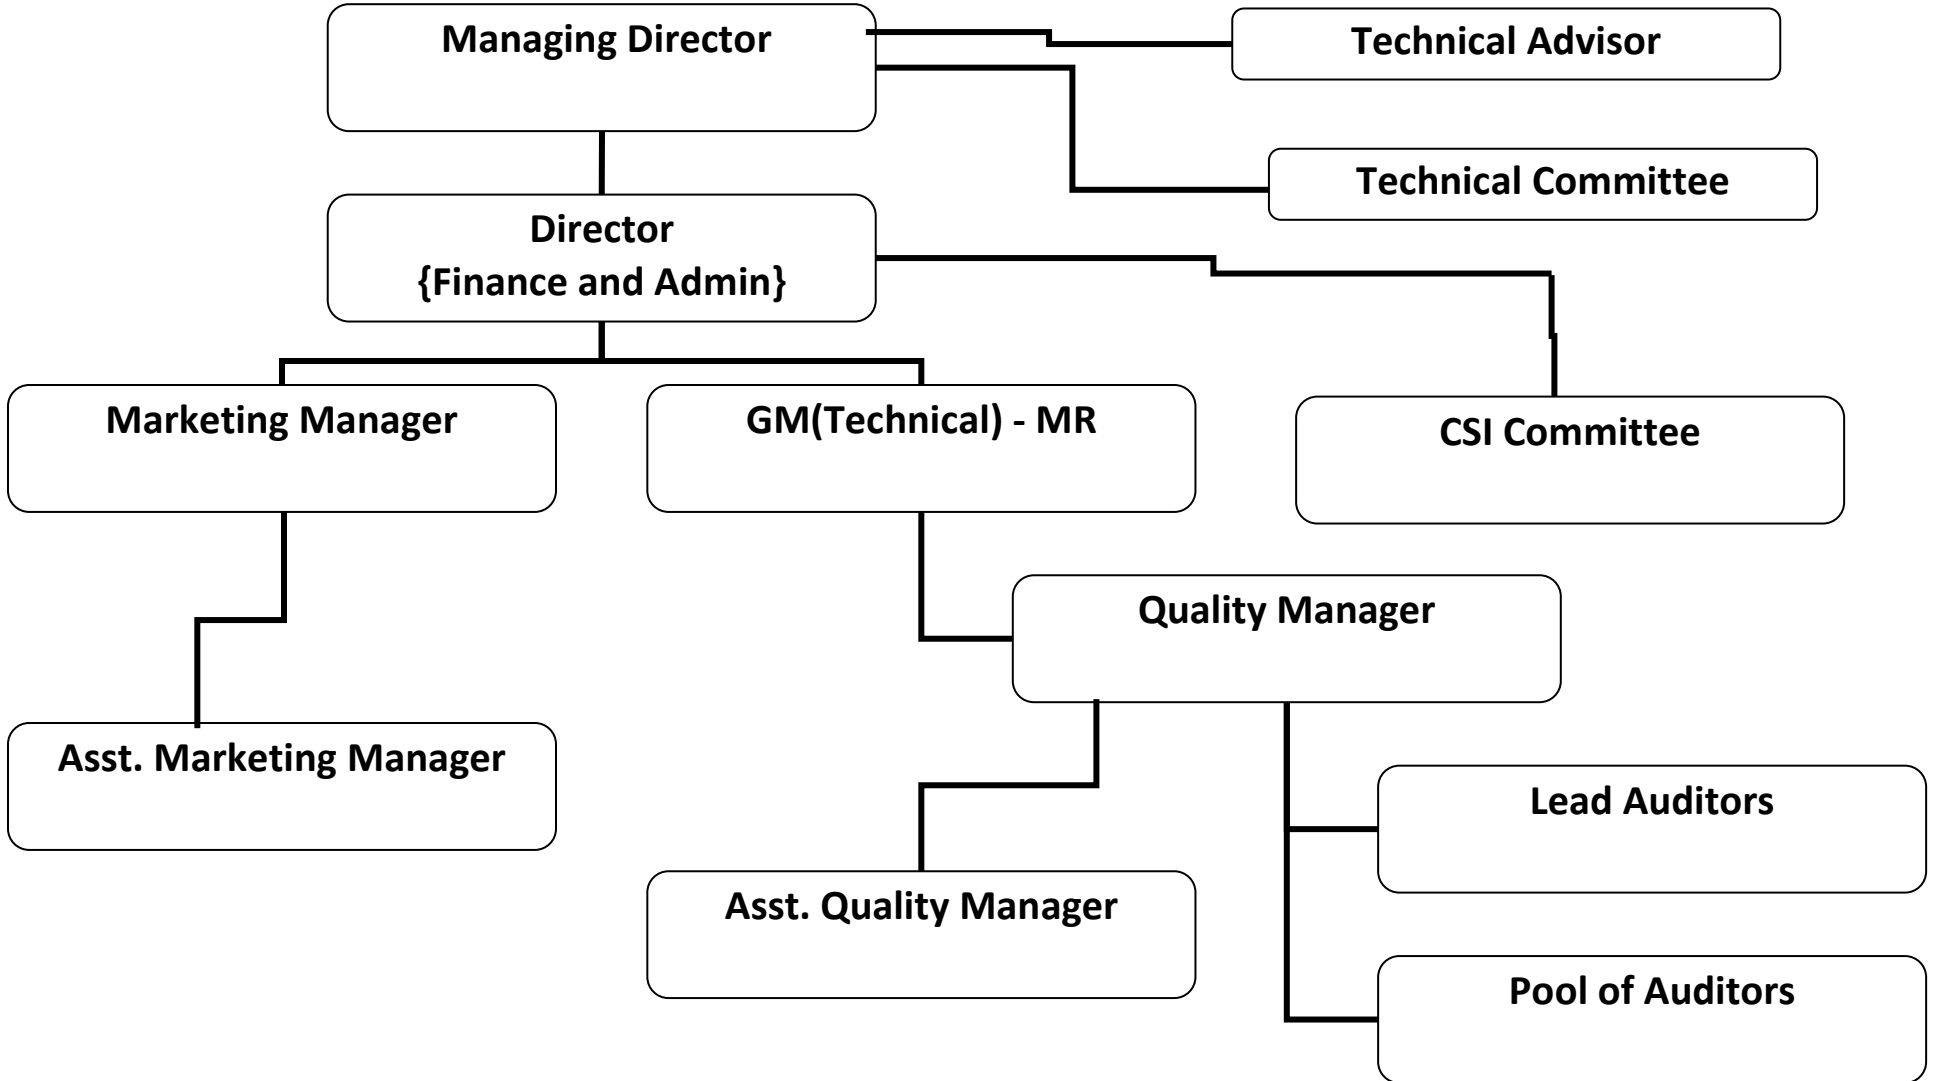 Managing Director
Technical Advisor
Technical Committee
Director
{Finance and Admin}
Marketing Manager
GM(Technical) - MR
CSI Committee
Quality Manager
Asst. Marketing Manager
Lead Auditors
Asst. Quality Manager
Pool of Auditors